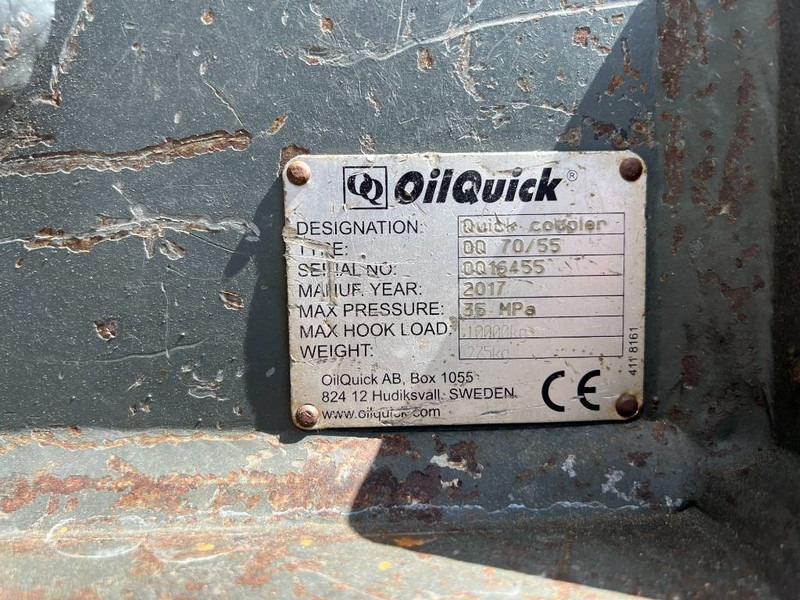 OilQuick®
DESIGNATION: Quick coupler
TYPE: OQ 70/55
SERIAL NO: OQ16455
MANUF. YEAR: 2017
MAX PRESSURE: 35 MPa
MAX HOOK LOAD: 10000kg
WEIGHT:
411 8161
OilQuick AB, Box 1055
824 12 Hudiksvall SWEDEN
www.oilquick.com
CE